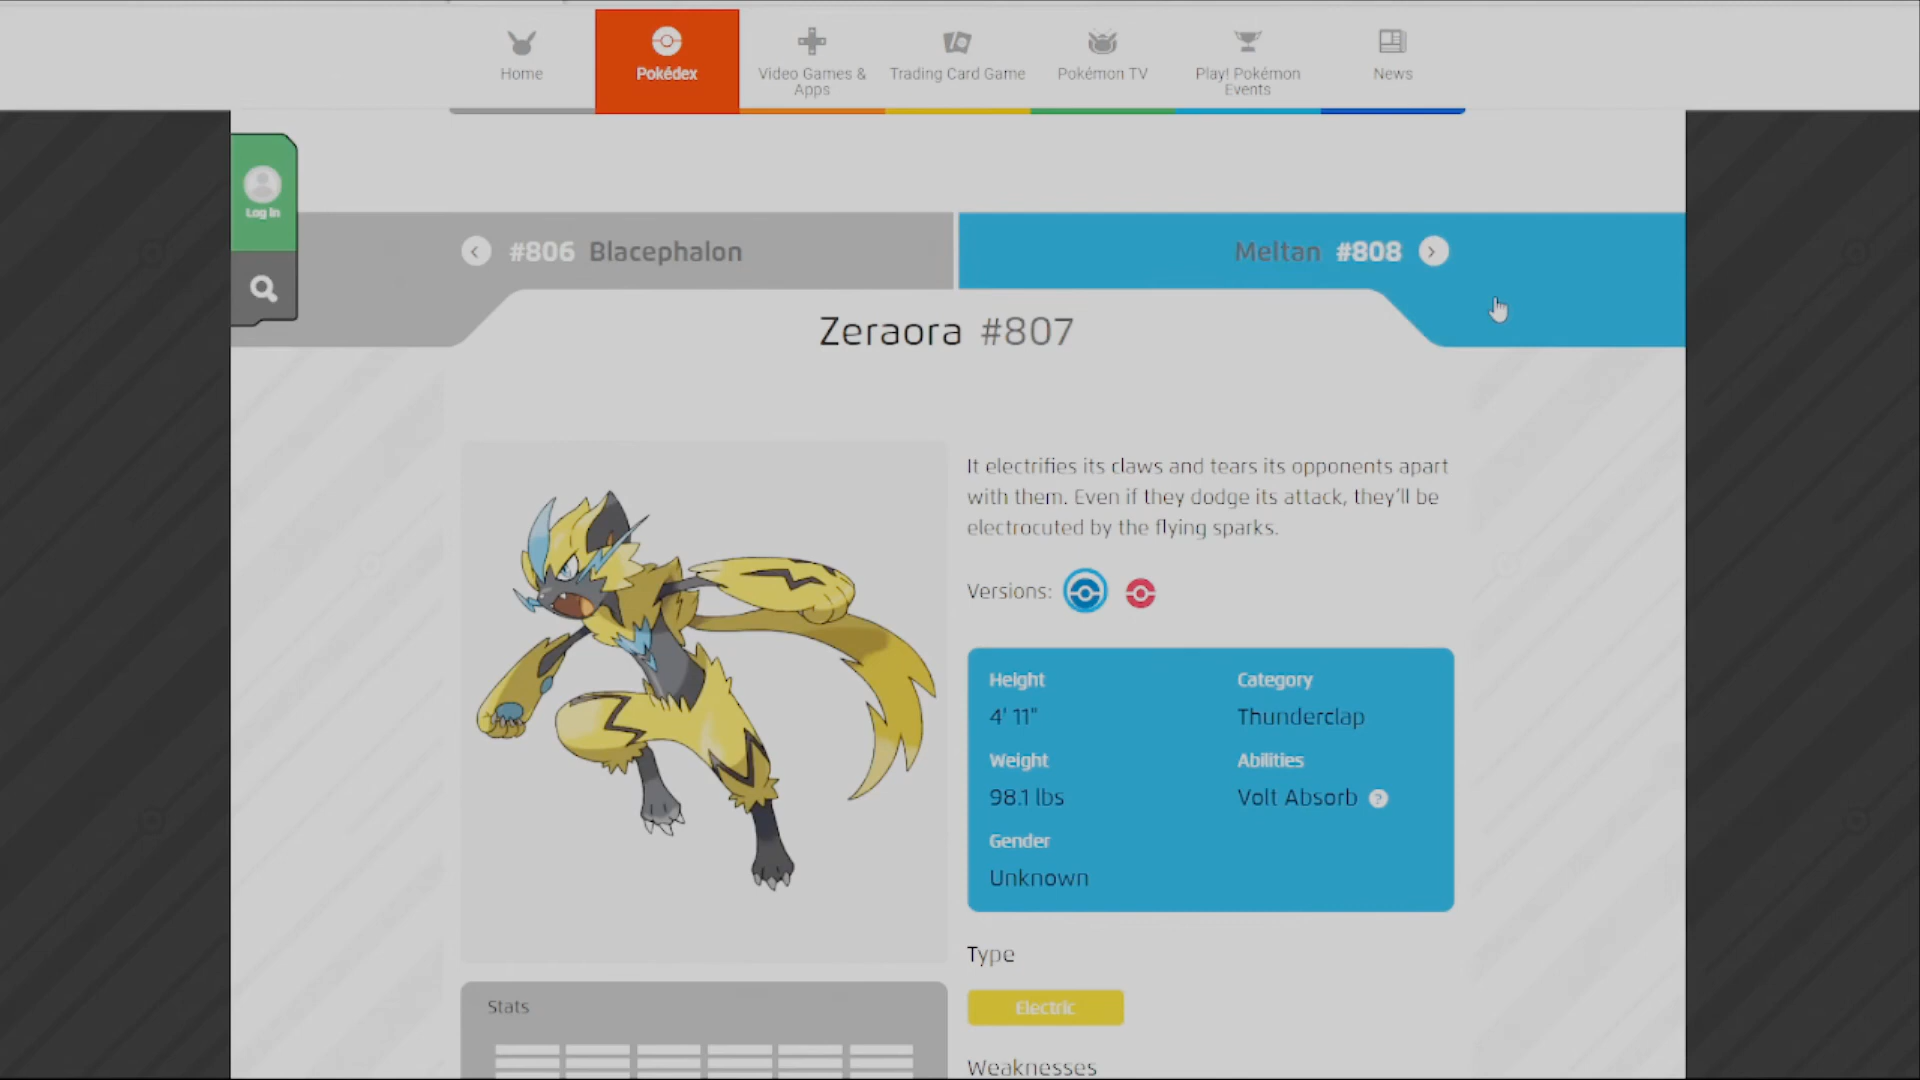 Home
Pokédex
Video Games &
Apps
Trading Card Game
Pokémon TV
Play! Pokémon
Events
News
Log in
#806 Blacephalon
Meltan #808
Zeraora #807
It electrifies its claws and tears its opponents apart
with them. Even if they dodge its attack, they'll be
electrocuted by the flying sparks.
Versions:
Height
4' 11"
Category
Thunderclap
Weight
98.1 lbs
Abilities
Volt Absorb ?
Gender
Unknown
Type
Electric
Stats
Weaknesses